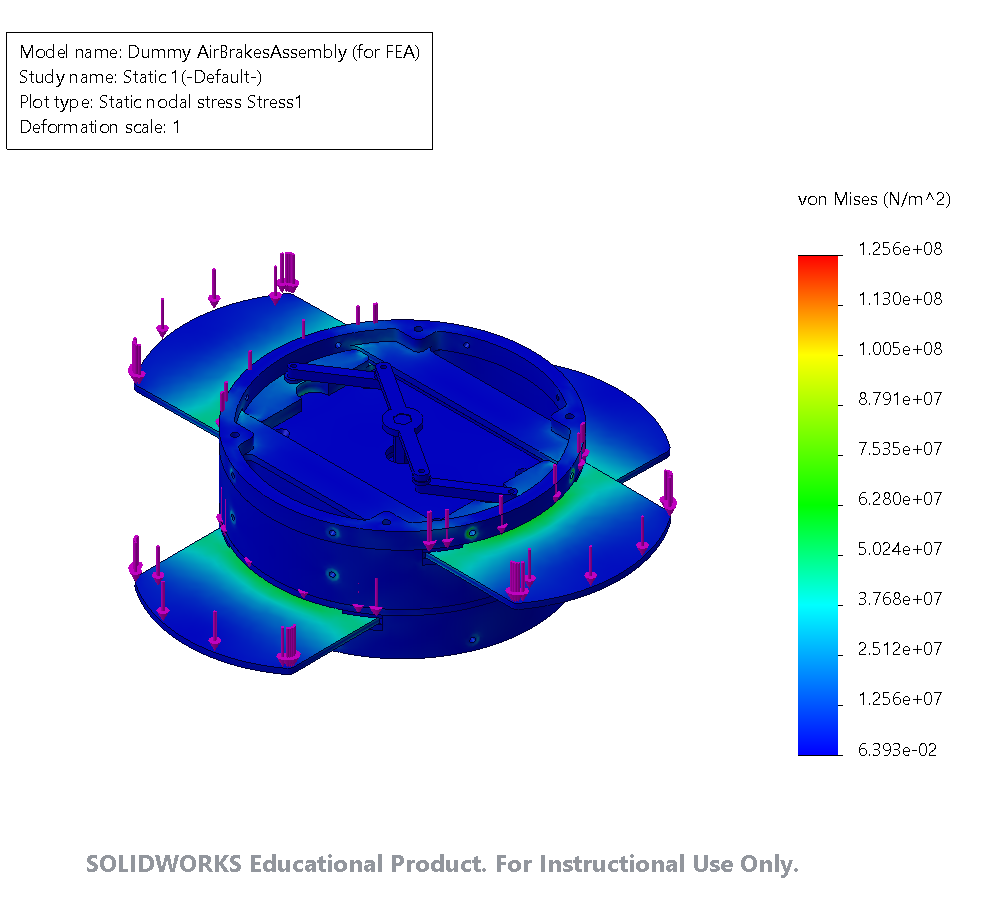 Model name: Dummy AirBrakesAssembly (for FEA)
Study name: Static 1(-Default-)
Plot type: Static nodal stress Stress1
Deformation scale: 1
von Mises (N/m^2)
1.256e+08
1.130e+08
1.005e+08
8.791e+07
7.535e+07
6.280e+07
5.024e+07
3.768e+07
2.512e+07
1.256e+07
6.393e-02
SOLIDWORKS Educational Product. For Instructional Use Only.